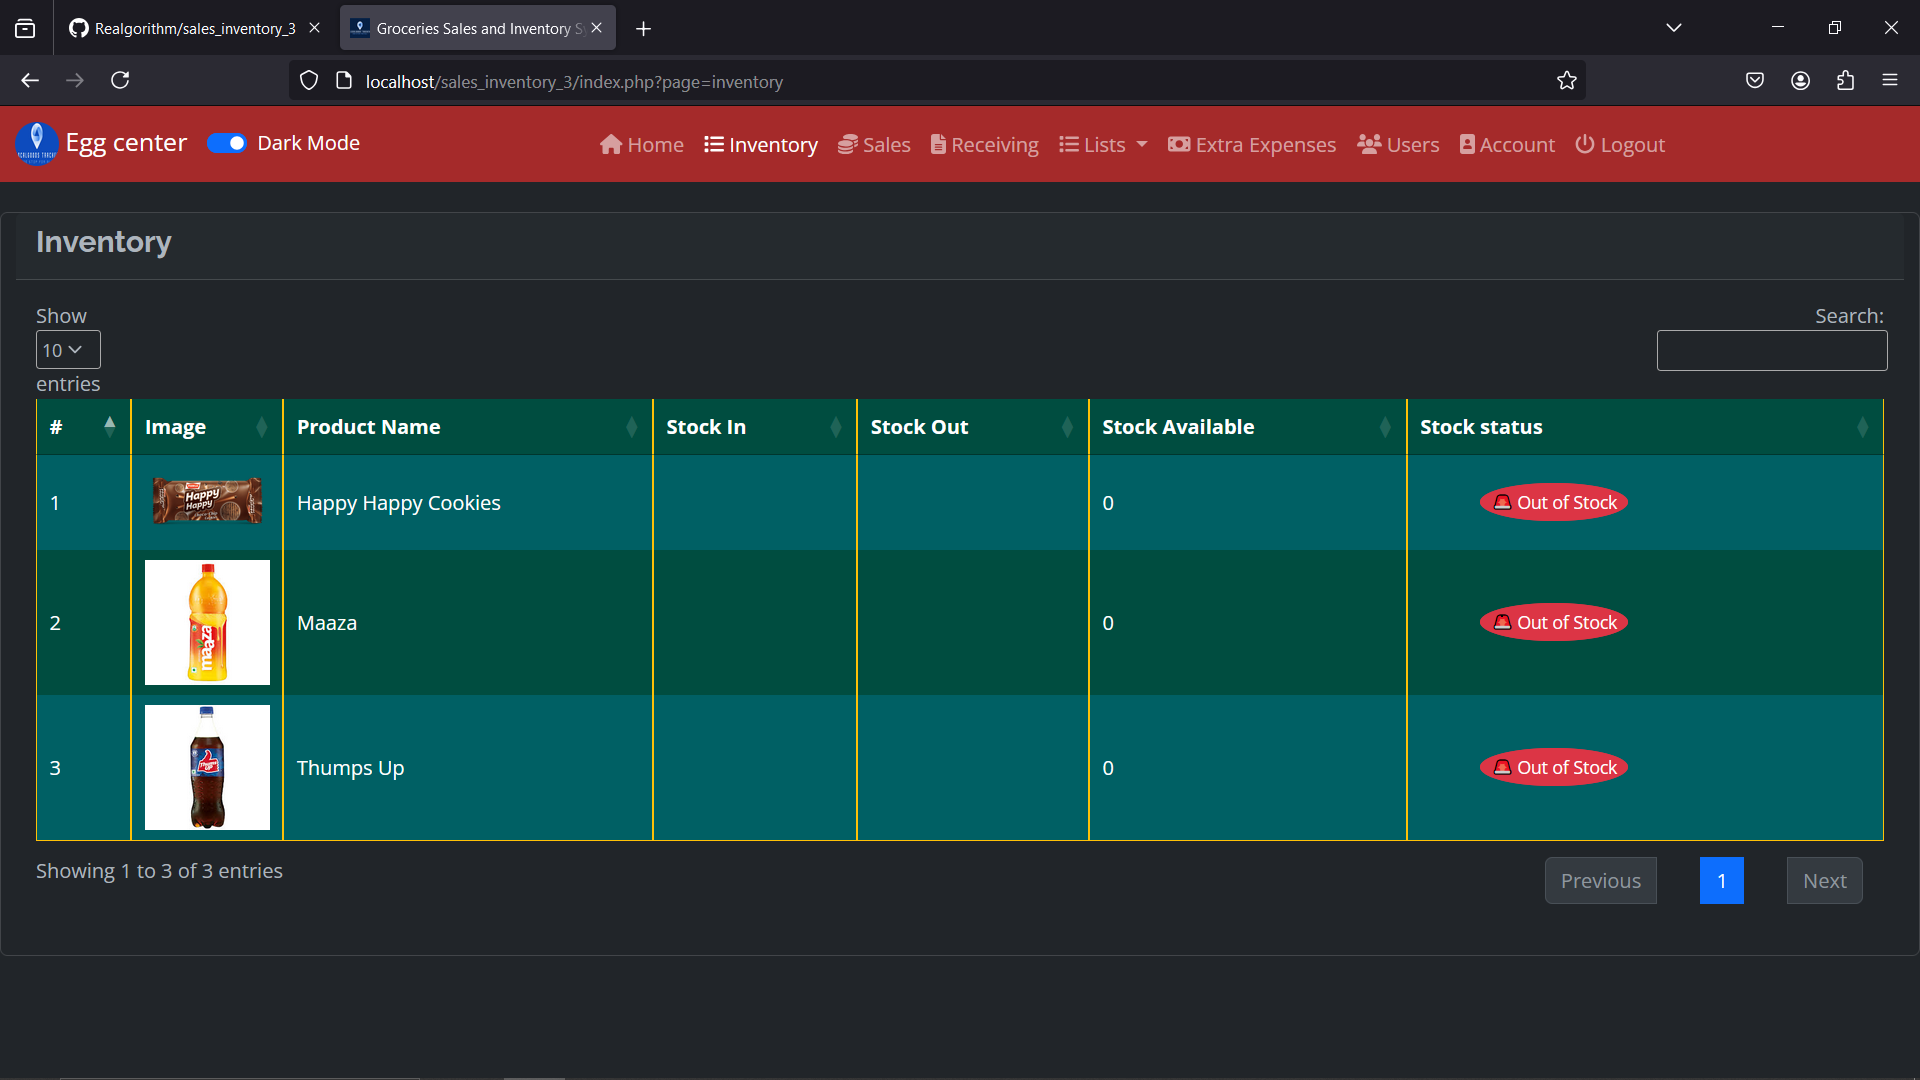 Realgorithm/sales_inventory_3
Groceries Sales and Inventory S
localhost/sales_inventory_3/index.php?page=inventory
Egg center
Dark Mode
Home
Inventory
Sales
Receiving
Lists
Extra Expenses
Users
Account
Logout
Inventory
Show
10
entries
Search:
# Image Product Name Stock In Stock Out Stock Available Stock status
1 Happy Happy Cookies 0 Out of Stock
Happy
Happy
2 Maaza 0 Out of Stock
maaza
3 Thumps Up 0 Out of Stock
Showing 1 to 3 of 3 entries
Previous 1 Next